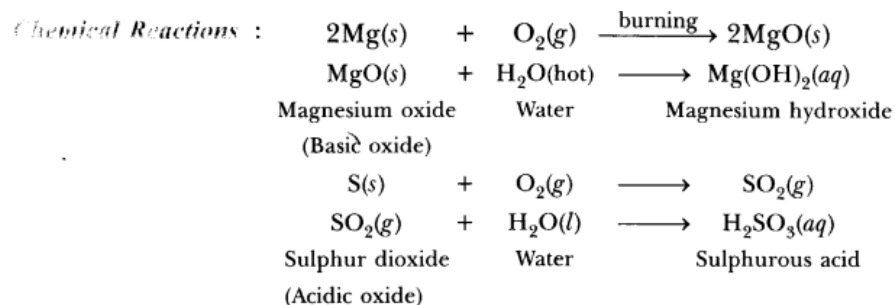 Chemical Reactions : 2Mg(s) + O₂(g) burning ⟶ 2MgO(s)
MgO(s) + H₂O(hot) ⟶ Mg(OH)₂(aq)
Magnesium oxide Water Magnesium hydroxide
(Basic oxide)
S(s) + O₂(g) ⟶ SO₂(g)
SO₂(g) + H₂O(l) ⟶ H₂SO₃(aq)
Sulphur dioxide Water Sulphurous acid
(Acidic oxide)